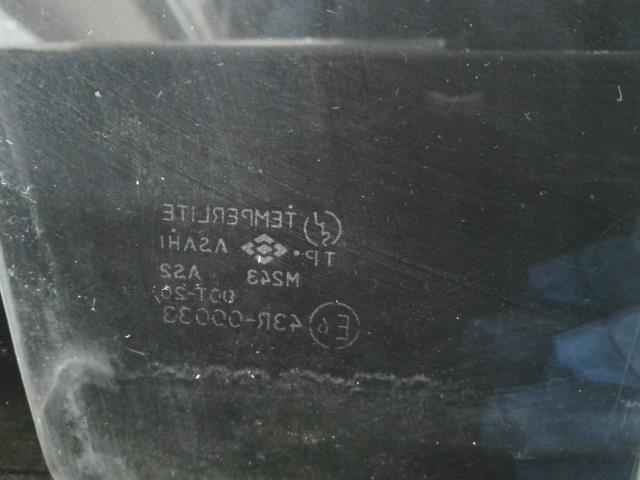 TEMPERLITE
TP. ASAHI
M243 AS2
DOT-20
E6 43R-00033